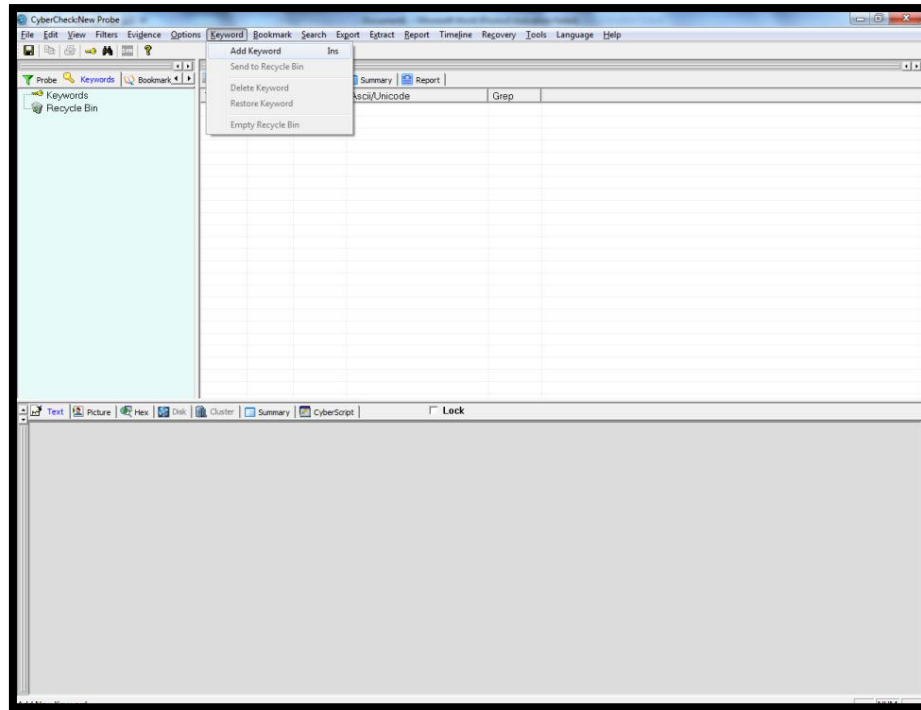 CyberCheck:New Probe
File Edit View Filters Evidence Options Keyword Bookmark Search Export Extract Report Timeline Recovery Tools Language Help
Add Keyword Ins
Send to Recycle Bin
Delete Keyword
Restore Keyword
Empty Recycle Bin
Probe Keywords Bookmark Summary Report
Keywords
Recycle Bin
Ascii/Unicode Grep
Text Picture Hex Disk Cluster Summary CyberScript Lock